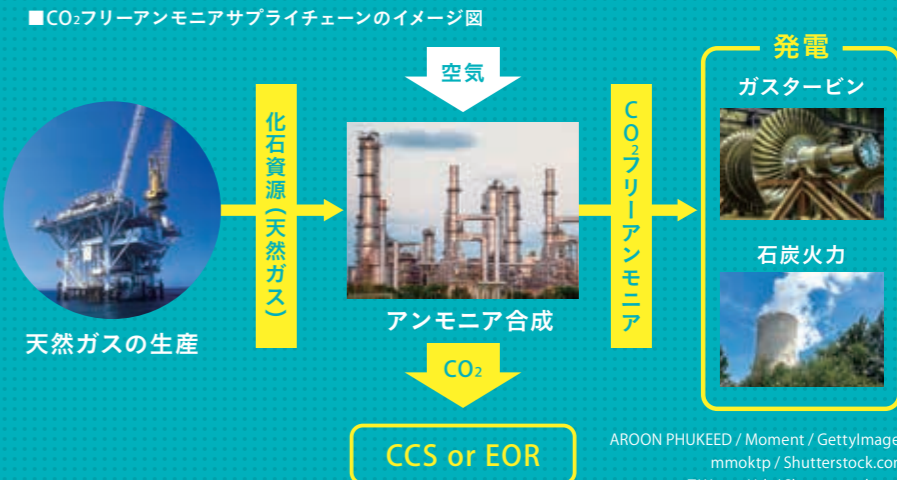 ■CO₂フリーアンモニアサプライチェーンのイメージ図
空気
発電
ガスタービン
化石資源(天然ガス)
CO₂フリーアンモニア
石炭火力
天然ガスの生産
アンモニア合成
CO₂
CCS or EOR
AROON PHUKEED / Moment / GettyImage
mmoktp / Shutterstock.co